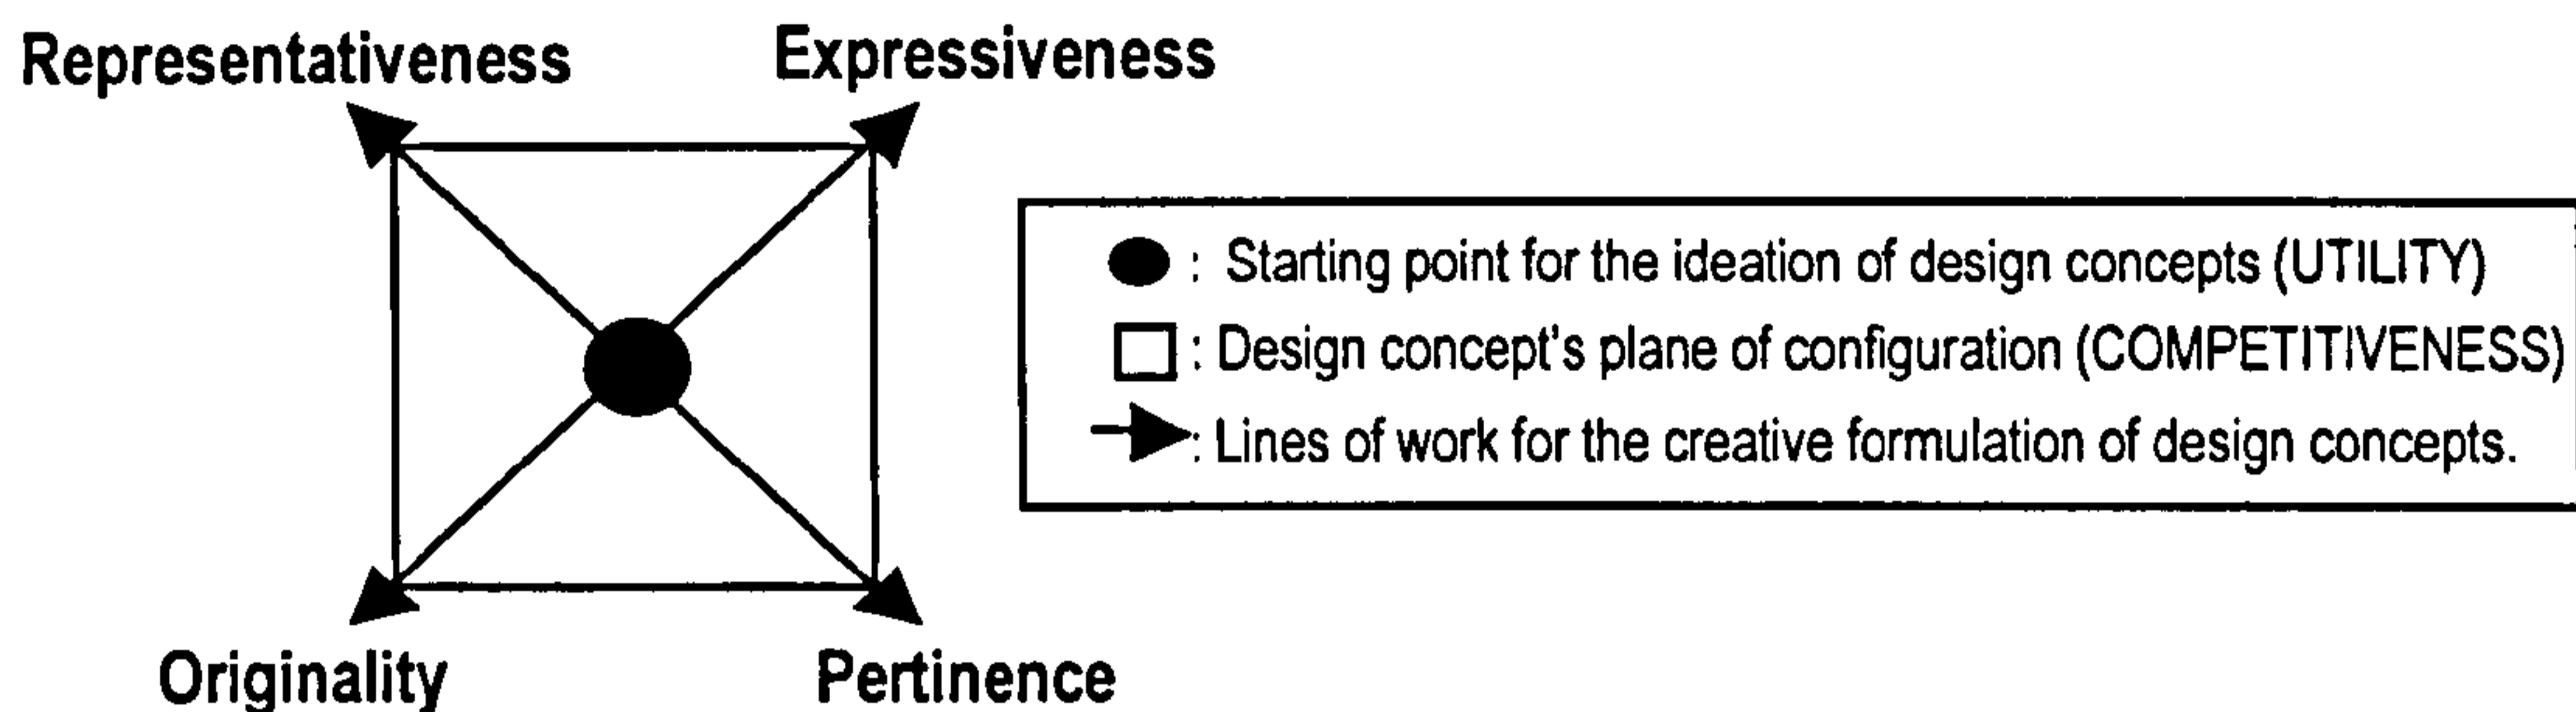 Representativeness
Expressiveness
: Starting point for the ideation of design concepts (UTILITY)
: Design concept's plane of configuration (COMPETITIVENESS)
: Lines of work for the creative formulation of design concepts.
Originality
Pertinence